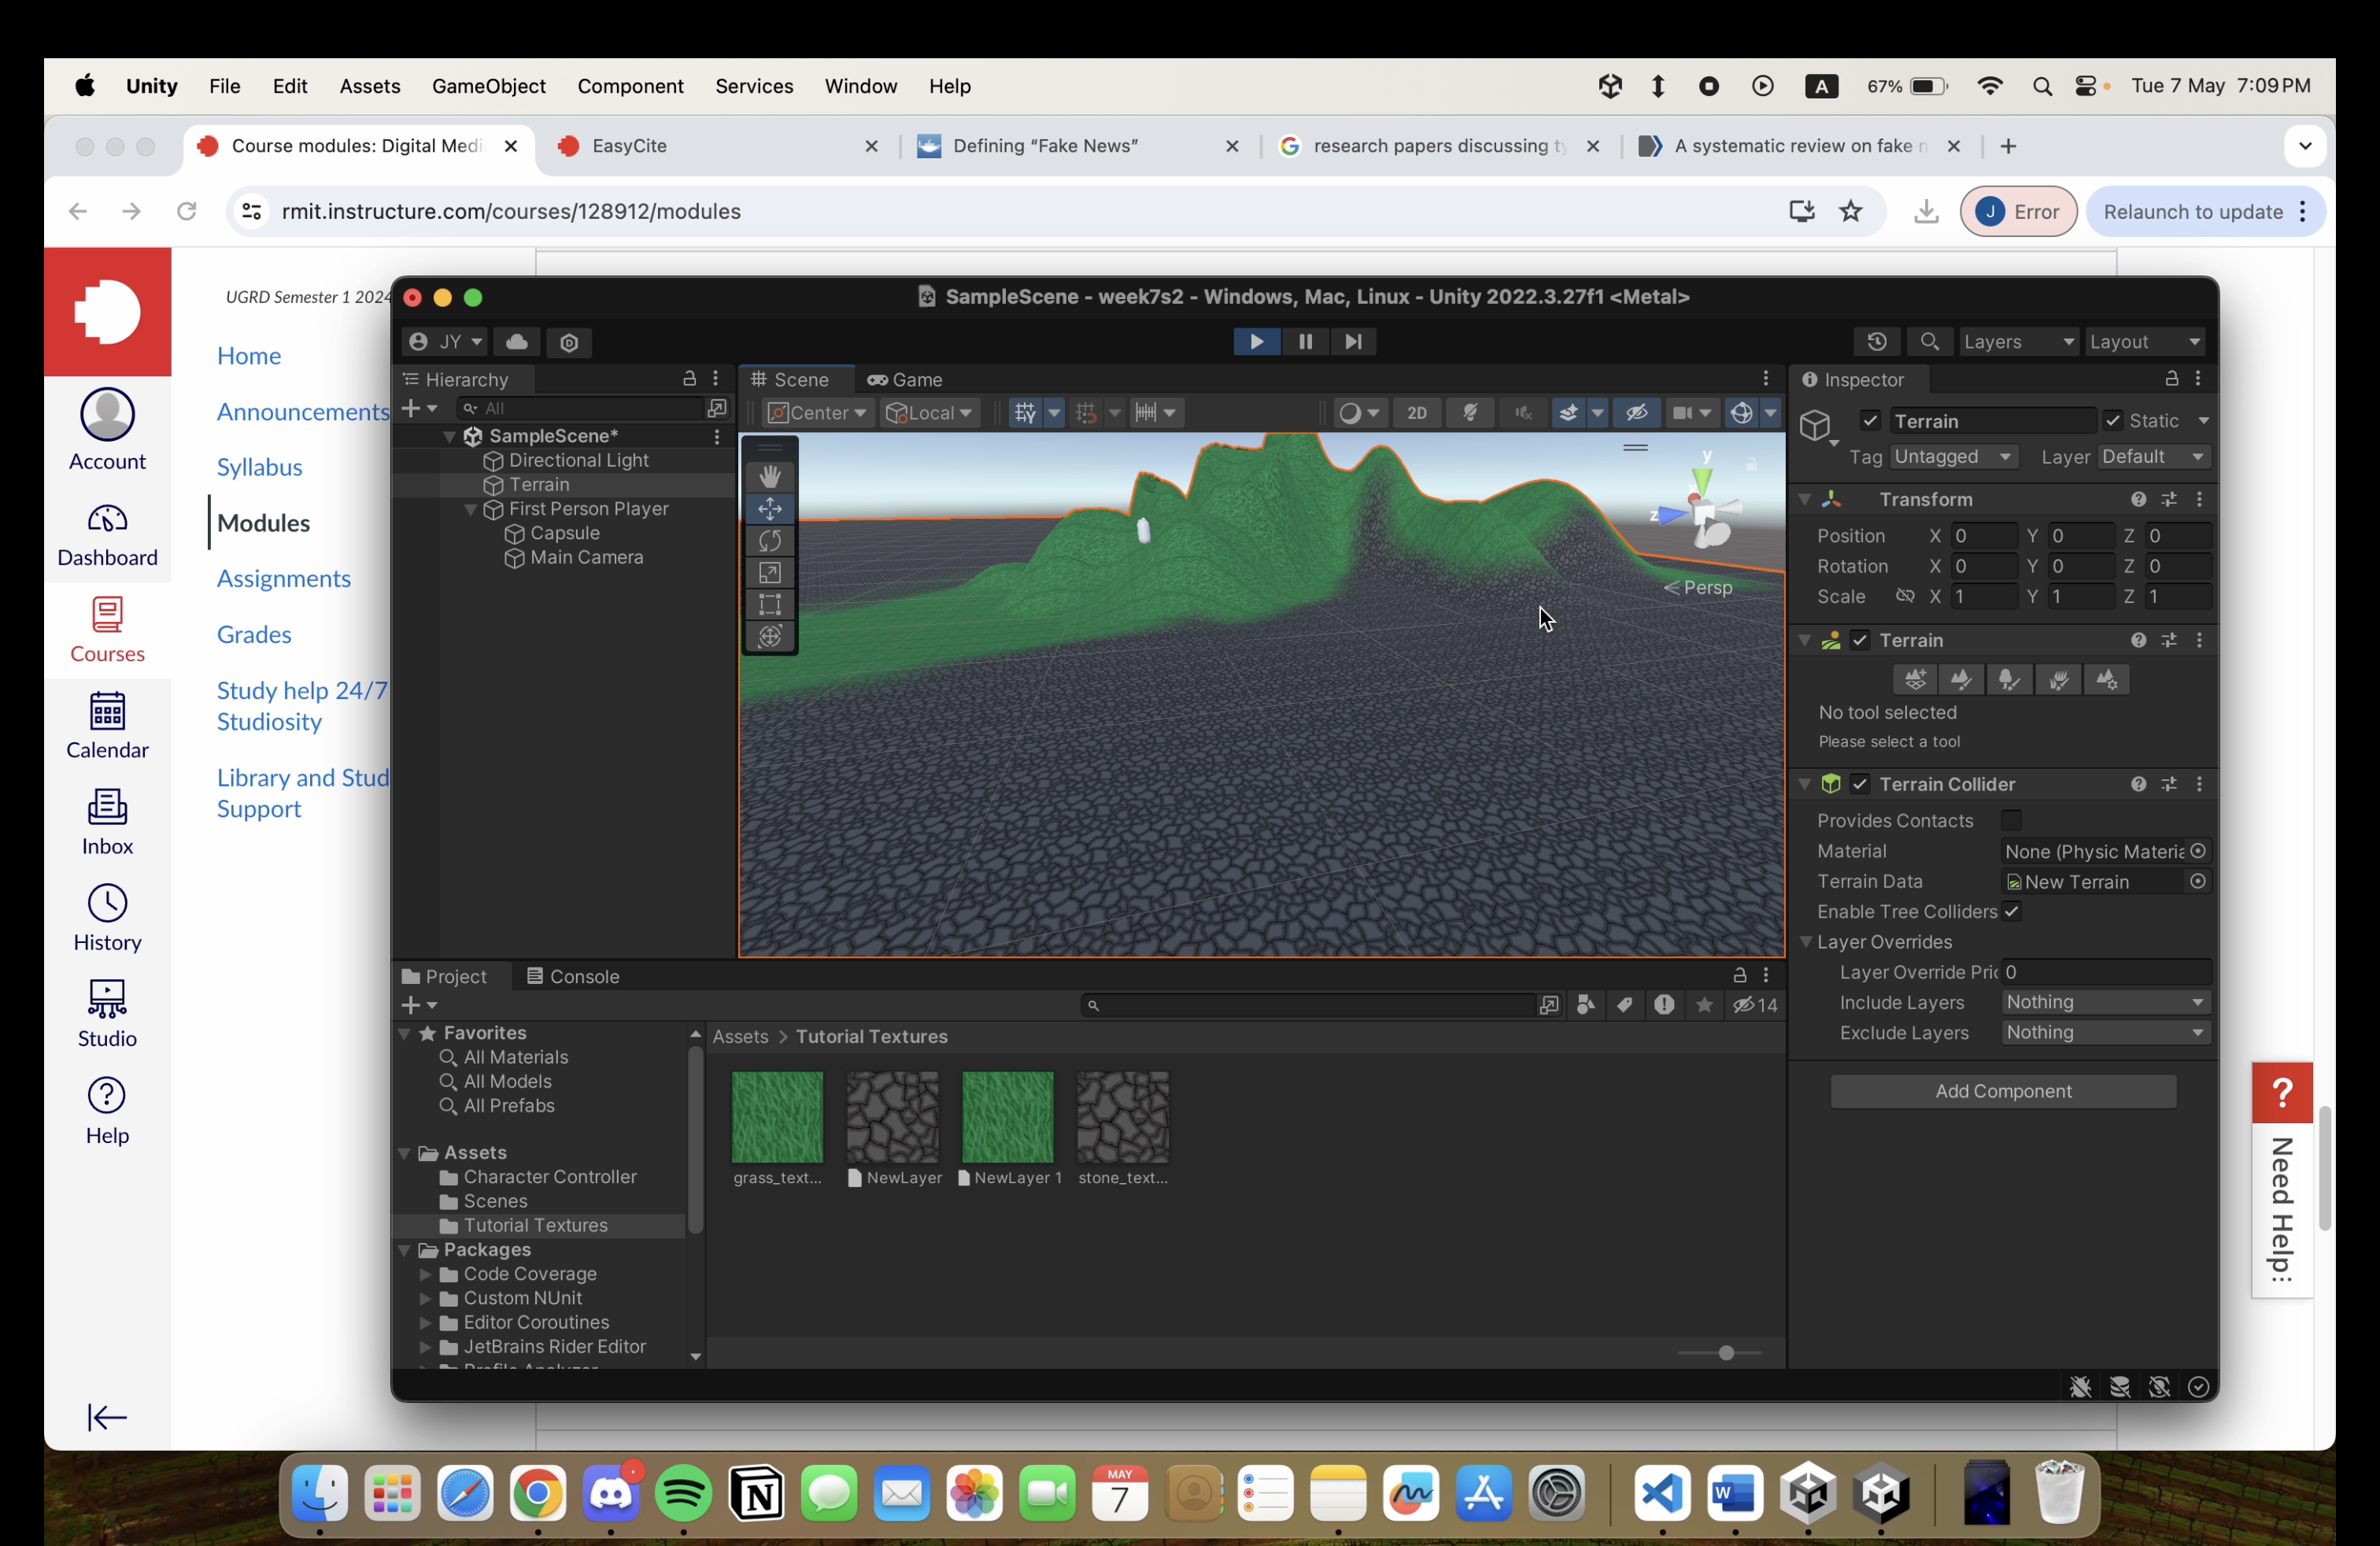 Unity File Edit Assets GameObject Component Services Window Help A 67% Tue 7 May 7:09 PM
Course modules: Digital Medi EasyCite Defining “Fake News” research papers discussing ty A systematic review on fake n
rmit.instructure.com/courses/128912/modules J Error Relaunch to update
UGRD Semester 1 2024
Home
Announcements
Syllabus
Modules
Assignments
Grades
Study help 24/7
Studiosity
Library and Stud
Support
Account
Dashboard
Courses
Calendar
Inbox
History
Studio
Help
SampleScene - week7s2 - Windows, Mac, Linux - Unity 2022.3.27f1 <Metal>
JY Layers Layout
Hierarchy
All
SampleScene*
Directional Light
Terrain
First Person Player
Capsule
Main Camera
Scene Game
Center Local 2D
y
z
< Persp
Inspector
Terrain Static
Tag Untagged Layer Default
Transform
Position X 0 Y 0 Z 0
Rotation X 0 Y 0 Z 0
Scale X 1 Y 1 Z 1
Terrain
No tool selected
Please select a tool
Terrain Collider
Provides Contacts
Material None (Physic Materia
Terrain Data New Terrain
Enable Tree Colliders
Layer Overrides
Layer Override Pric 0
Include Layers Nothing
Exclude Layers Nothing
Add Component
Project Console
14
Favorites
All Materials
All Models
All Prefabs
Assets
Character Controller
Scenes
Tutorial Textures
Packages
Code Coverage
Custom NUnit
Editor Coroutines
JetBrains Rider Editor
Assets > Tutorial Textures
grass_text... NewLayer NewLayer 1 stone_text...
?
Need Help?
MAY
7
W